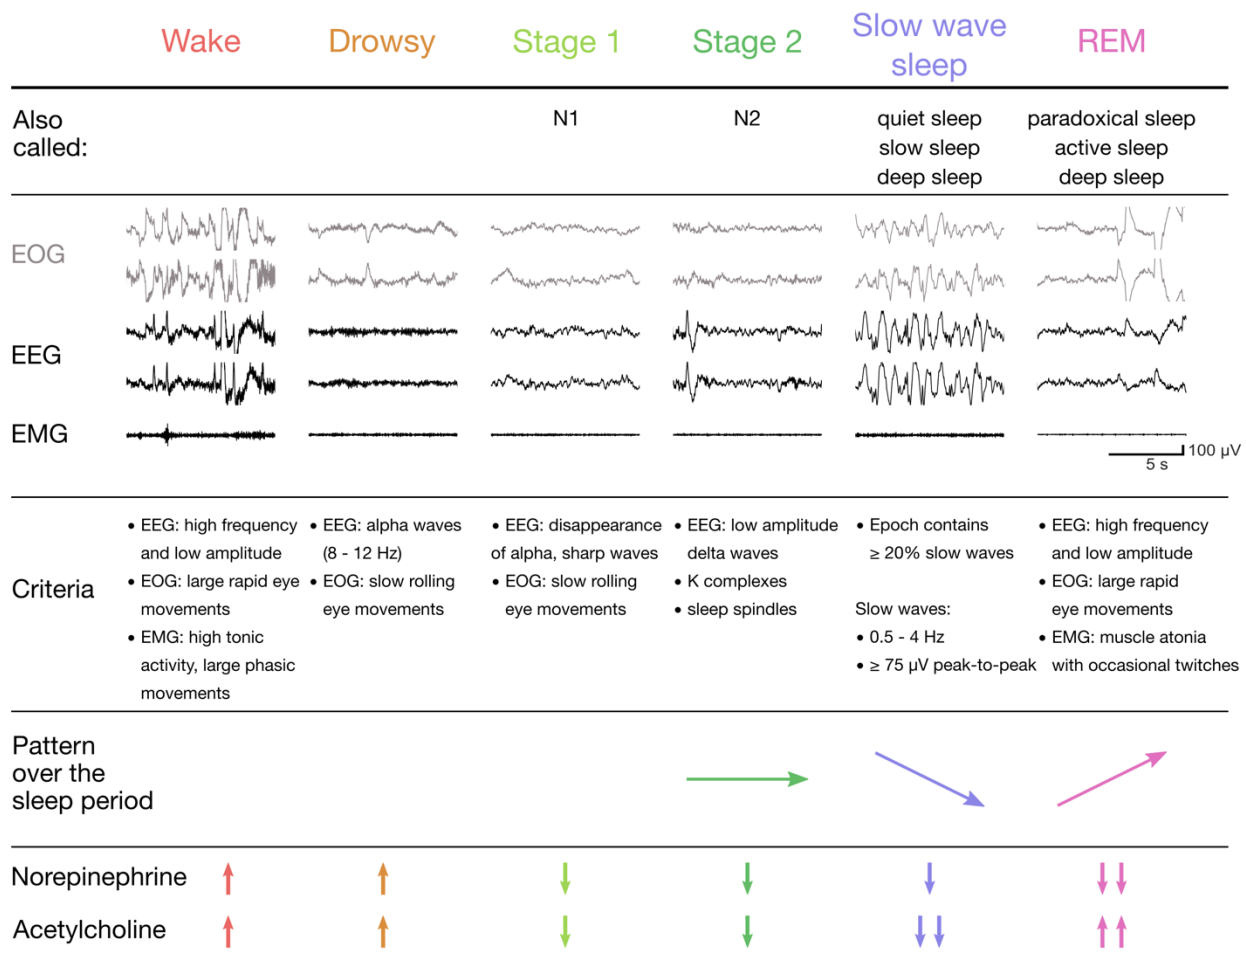 Wake
Drowsy
Stage 1
Stage 2
Slow wave
sleep
REM
Also
called:
N1
N2
quiet sleep
slow sleep
deep sleep
paradoxical sleep
active sleep
deep sleep
EOG
EEG
EMG
100 µV
5 s
Criteria
• EEG: high frequency
and low amplitude
• EOG: large rapid eye
movements
• EMG: high tonic
activity, large phasic
movements
• EEG: alpha waves
(8 - 12 Hz)
• EOG: slow rolling
eye movements
• EEG: disappearance
of alpha, sharp waves
• EOG: slow rolling
eye movements
• EEG: low amplitude
delta waves
• K complexes
• sleep spindles
• Epoch contains
≥ 20% slow waves
Slow waves:
• 0.5 - 4 Hz
• ≥ 75 µV peak-to-peak
• EEG: high frequency
and low amplitude
• EOG: large rapid
eye movements
• EMG: muscle atonia
with occasional twitches
Pattern
over the
sleep period
Norepinephrine
Acetylcholine